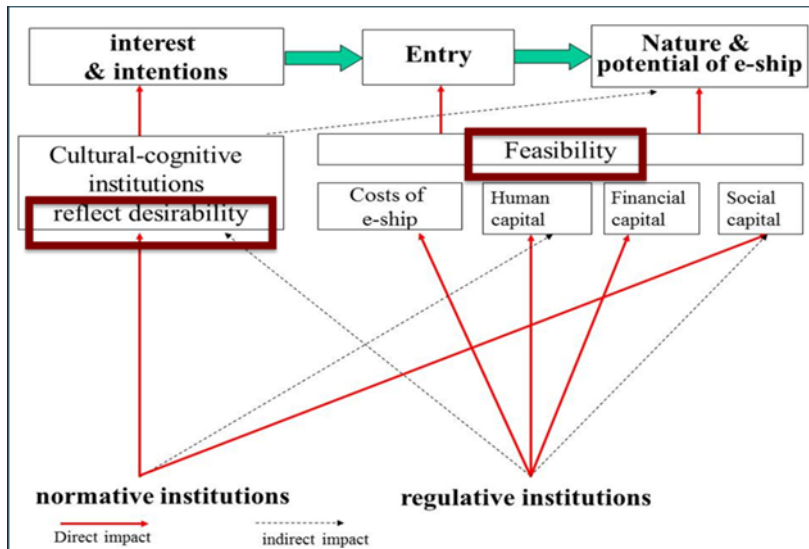 interest
& intentions
Entry
Nature &
potential of e-ship
Cultural-cognitive
institutions
reflect desirability
Feasibility
Costs of
e-ship
Human
capital
Financial
capital
Social
capital
normative institutions
regulative institutions
Direct impact
indirect impact